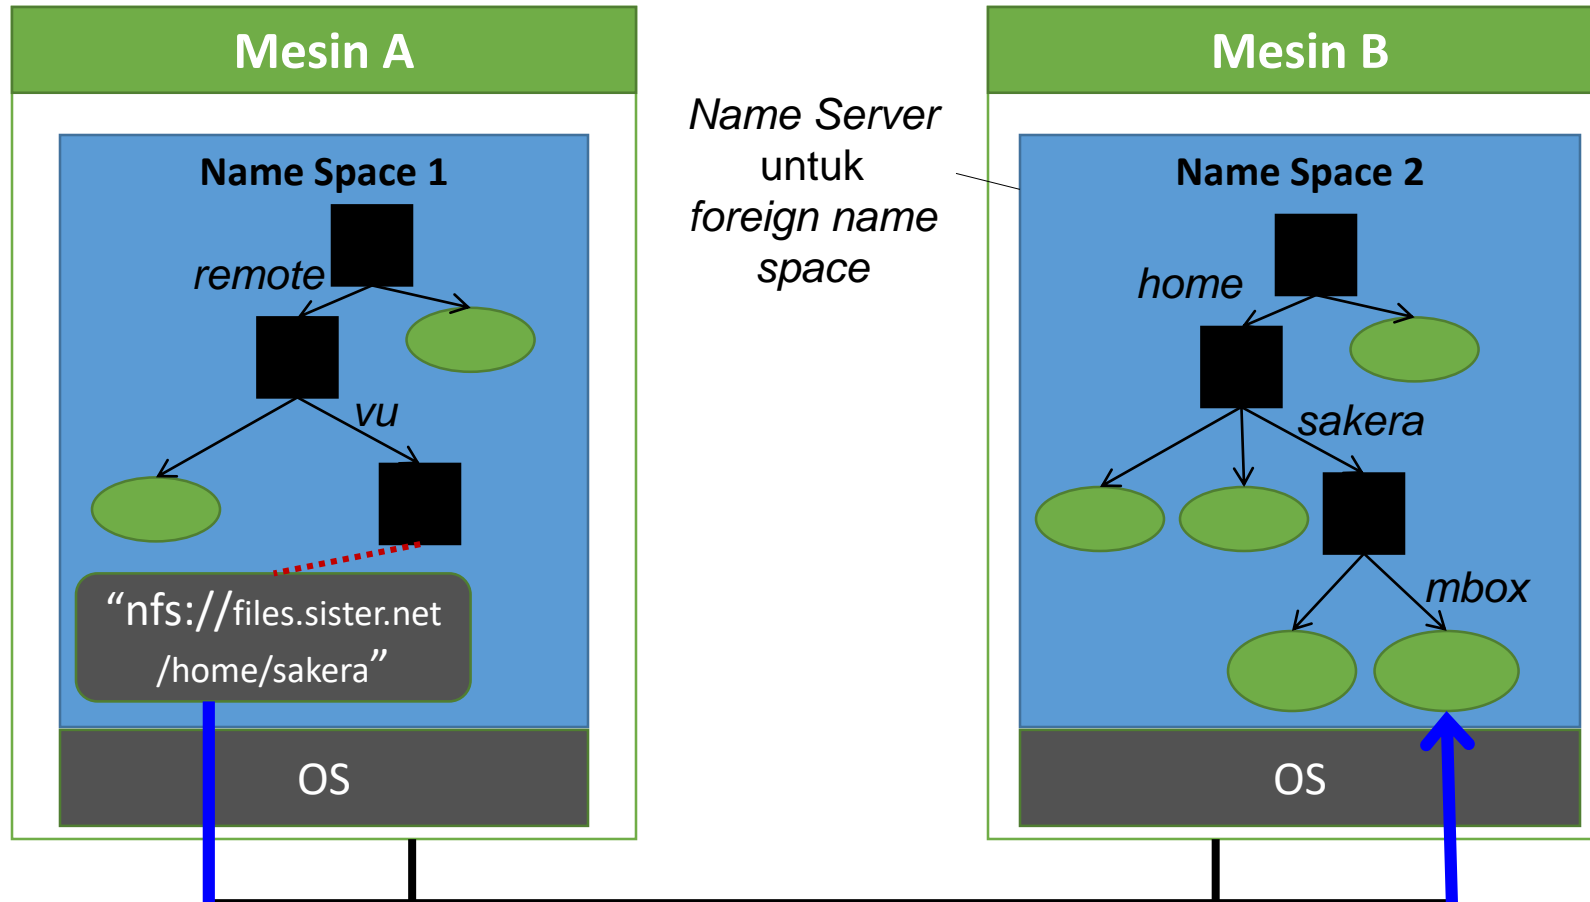 Mesin A
Name Space 1
remote
vu
“nfs://files.sister.net
/home/sakera”
OS
Name Server
untuk
foreign name
space
Mesin B
Name Space 2
home
sakera
mbox
OS